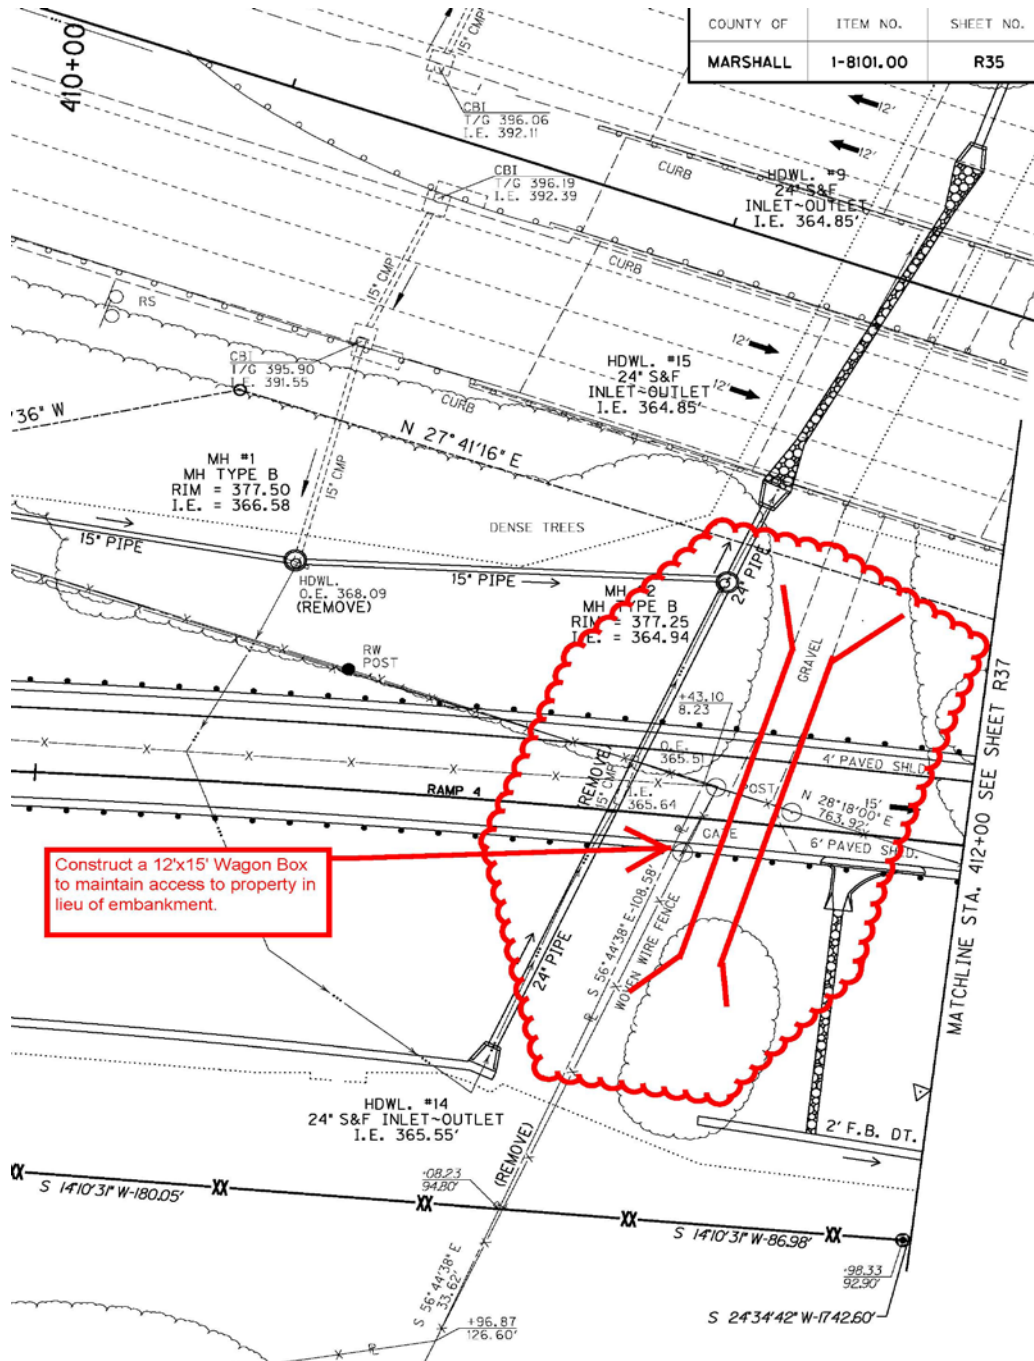 COUNTY OF
ITEM NO.
SHEET NO.
MARSHALL
1-8101.00
R35
410+00
15" CMP
12'
CBI
T/G 396.06
I.E. 392.11
12'
CURB
HDWL. #9
24" S&F
INLET~OUTLET
I.E. 364.85'
CBI
T/G 396.19
I.E. 392.39
CURB
15" CMP
RS
12'
CBI
T/G 395.90
I.E. 391.55
HDWL. #15
24" S&F
INLET~OUTLET
I.E. 364.85'
12'
CURB
'36" W
N 27°41'16" E
MH #1
MH TYPE B
RIM = 377.50
I.E. = 366.58
15" CMP
DENSE TREES
15" PIPE
15" PIPE
24" PIPE
HDWL.
O.E. 368.09
(REMOVE)
MH #2
MH TYPE B
RIM = 377.25
I.E. = 364.94
RW
POST
GRAVEL
+43.10
8.23
O.E.
365.51
4' PAVED SHLD.
(REMOVE)
15" CMP
I.E.
365.64
POST
N 28°18'00" E
763.92'
15'
RAMP 4
GATE
6' PAVED SHLD.
MATCHLINE STA. 412+00 SEE SHEET R37
Construct a 12'x15' Wagon Box
to maintain access to property in
lieu of embankment.
S 56°44'38" E-108.58'
WOVEN WIRE FENCE
24" PIPE
HDWL. #14
24" S&F INLET~OUTLET
I.E. 365.55'
2' F.B. DT.
(REMOVE)
S 14°10'31" W-180.05'
+08.23
94.80'
S 14°10'31" W-86.98'
+98.33
92.90'
S 56°44'38" E
33.62'
+96.87
126.60'
S 24°34'42" W-1742.60'